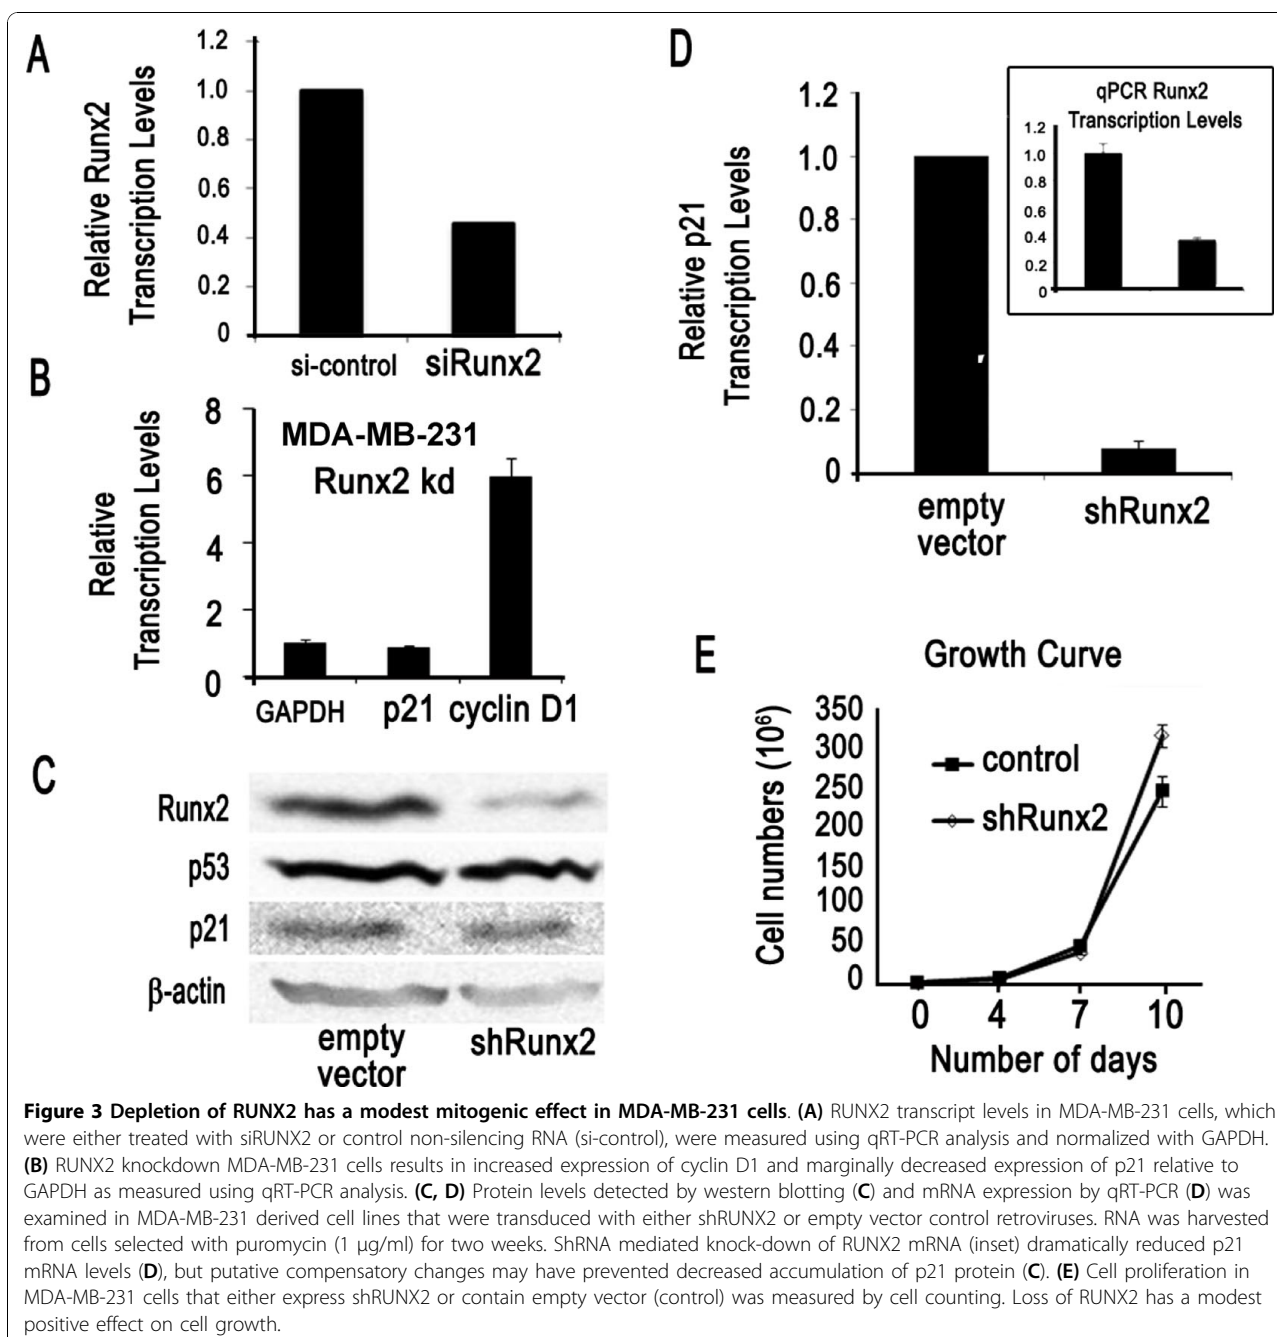 A
Relative Runx2
Transcription Levels
1.2
1.0
0.8
0.6
0.4
0.2
0
si-control siRunx2
B
Relative
Transcription Levels
8
6
4
2
0
MDA-MB-231
Runx2 kd
GAPDH p21 cyclin D1
C
Runx2
p53
p21
β-actin
empty
vector
shRunx2
D
Relative p21
Transcription Levels
1.2
1.0
0.8
0.6
0.4
0.2
0
empty
vector
shRunx2
qPCR Runx2
Transcription Levels
1.2
1.0
0.8
0.6
0.4
0.2
0
E
Growth Curve
Cell numbers (10⁶)
350
300
250
200
150
100
50
0
control
shRunx2
0 4 7 10
Number of days
Figure 3 Depletion of RUNX2 has a modest mitogenic effect in MDA-MB-231 cells. (A) RUNX2 transcript levels in MDA-MB-231 cells, which
were either treated with siRUNX2 or control non-silencing RNA (si-control), were measured using qRT-PCR analysis and normalized with GAPDH.
(B) RUNX2 knockdown MDA-MB-231 cells results in increased expression of cyclin D1 and marginally decreased expression of p21 relative to
GAPDH as measured using qRT-PCR analysis. (C, D) Protein levels detected by western blotting (C) and mRNA expression by qRT-PCR (D) was
examined in MDA-MB-231 derived cell lines that were transduced with either shRUNX2 or empty vector control retroviruses. RNA was harvested
from cells selected with puromycin (1 μg/ml) for two weeks. ShRNA mediated knock-down of RUNX2 mRNA (inset) dramatically reduced p21
mRNA levels (D), but putative compensatory changes may have prevented decreased accumulation of p21 protein (C). (E) Cell proliferation in
MDA-MB-231 cells that either express shRUNX2 or contain empty vector (control) was measured by cell counting. Loss of RUNX2 has a modest
positive effect on cell growth.